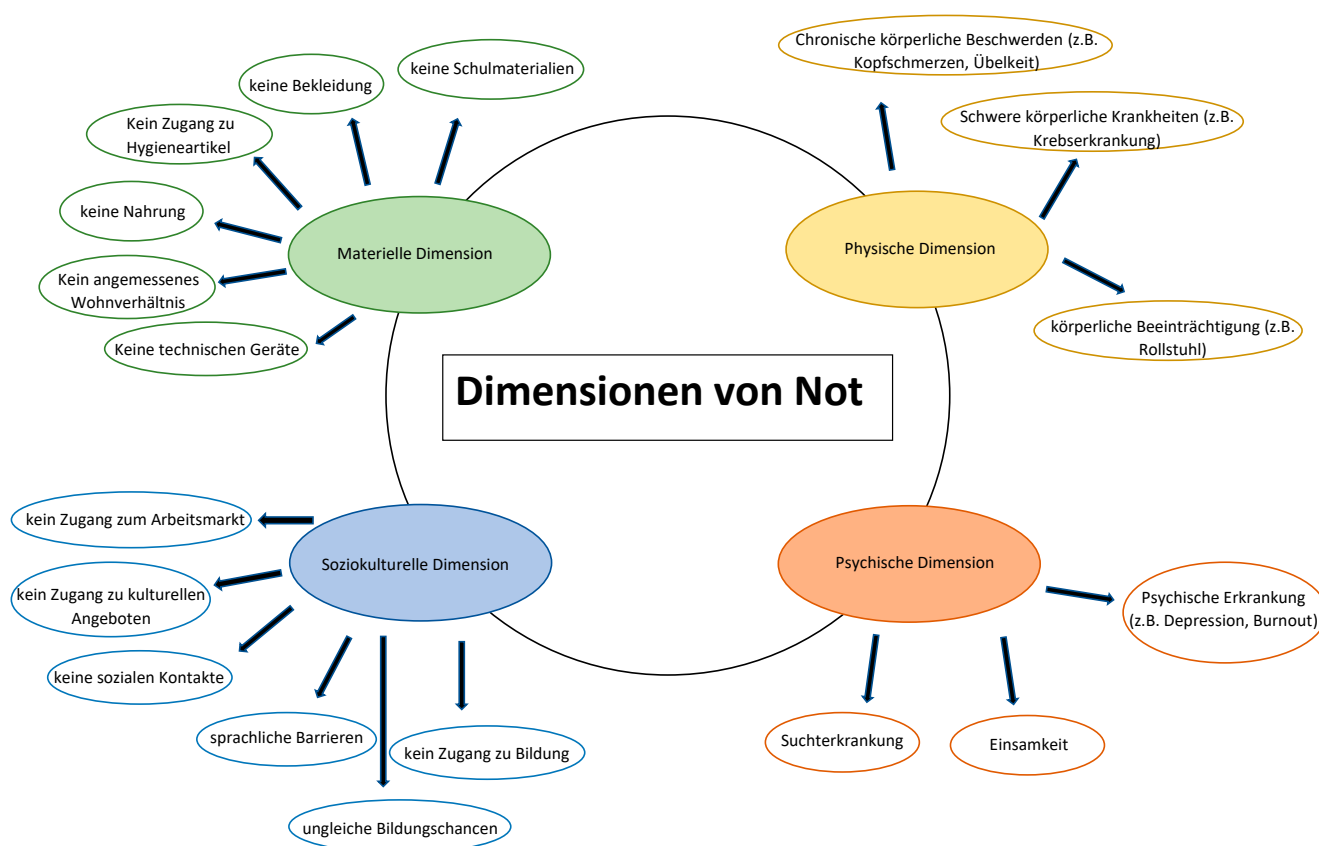 Chronische körperliche Beschwerden (z.B.
Kopfschmerzen, Übelkeit)
keine Schulmaterialien
keine Bekleidung
Kein Zugang zu
Hygieneartikel
Schwere körperliche Krankheiten (z.B.
Krebserkrankung)
keine Nahrung
Materielle Dimension
Physische Dimension
Kein angemessenes
Wohnverhältnis
Keine technischen Geräte
körperliche Beeinträchtigung (z.B.
Rollstuhl)
Dimensionen von Not
kein Zugang zum Arbeitsmarkt
Soziokulturelle Dimension
Psychische Dimension
kein Zugang zu kulturellen
Angeboten
Psychische Erkrankung
(z.B. Depression, Burnout)
keine sozialen Kontakte
sprachliche Barrieren
kein Zugang zu Bildung
Suchterkrankung
Einsamkeit
ungleiche Bildungschancen